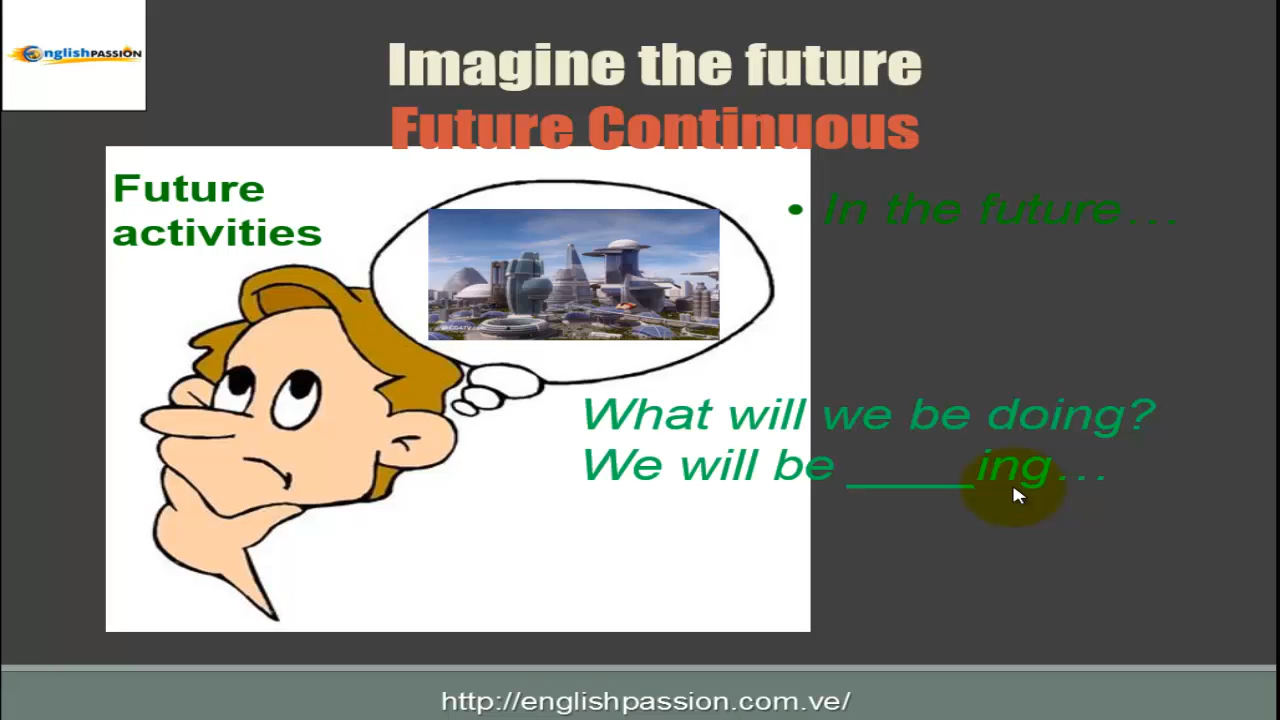 EnglishPASSION
Imagine the future
Future Continuous
Future
activities
• In the future…
What will we be doing?
We will be _____ing…
http://englishpassion.com.ve/